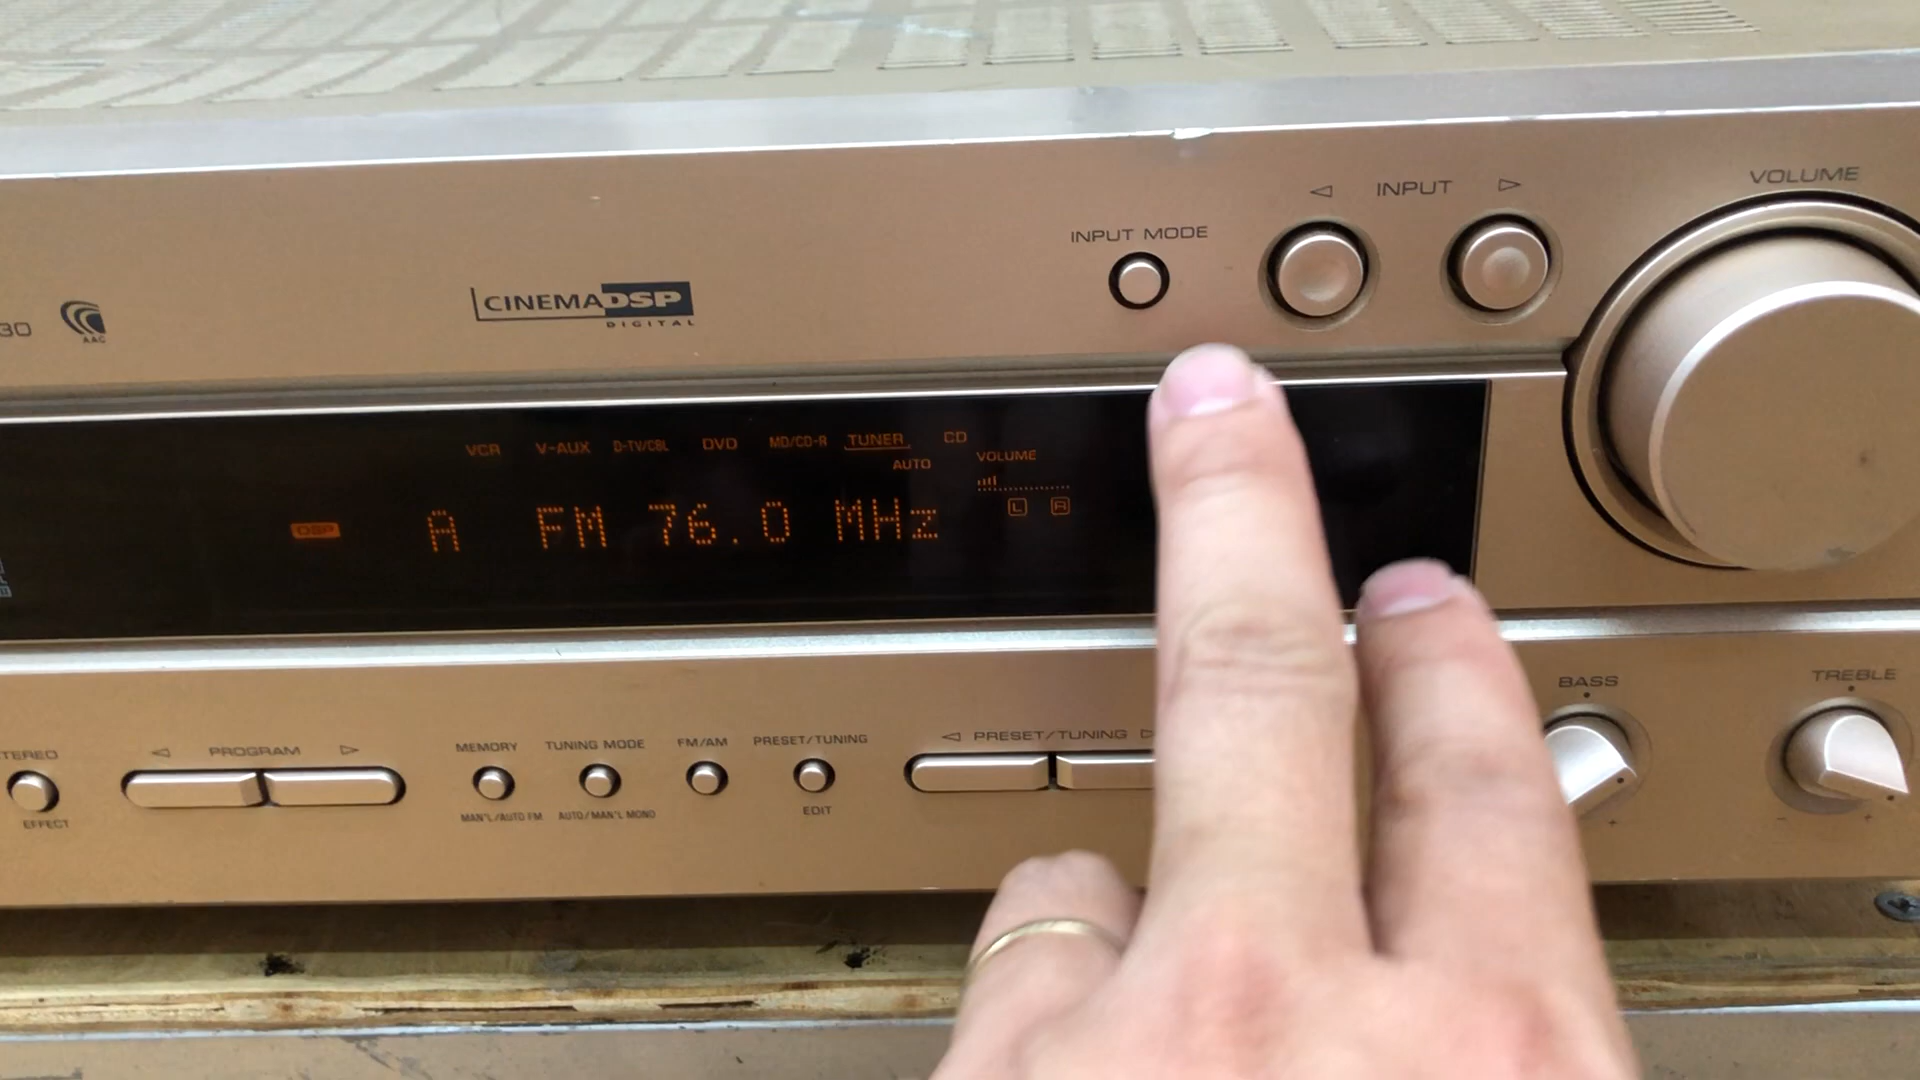 VOLUME
INPUT
INPUT MODE
30
AAC
CINEMA DSP
DIGITAL
VCR V-AUX D-TV/CBL DVD MD/CD-R TUNER CD
AUTO VOLUME
L R
DSP A FM 76.0 MHz
BASS TREBLE
TEREO PROGRAM MEMORY TUNING MODE FM/AM PRESET/TUNING PRESET/TUNING
EFFECT MAN'L/AUTO FM AUTO/MAN'L MONO EDIT
+ - +